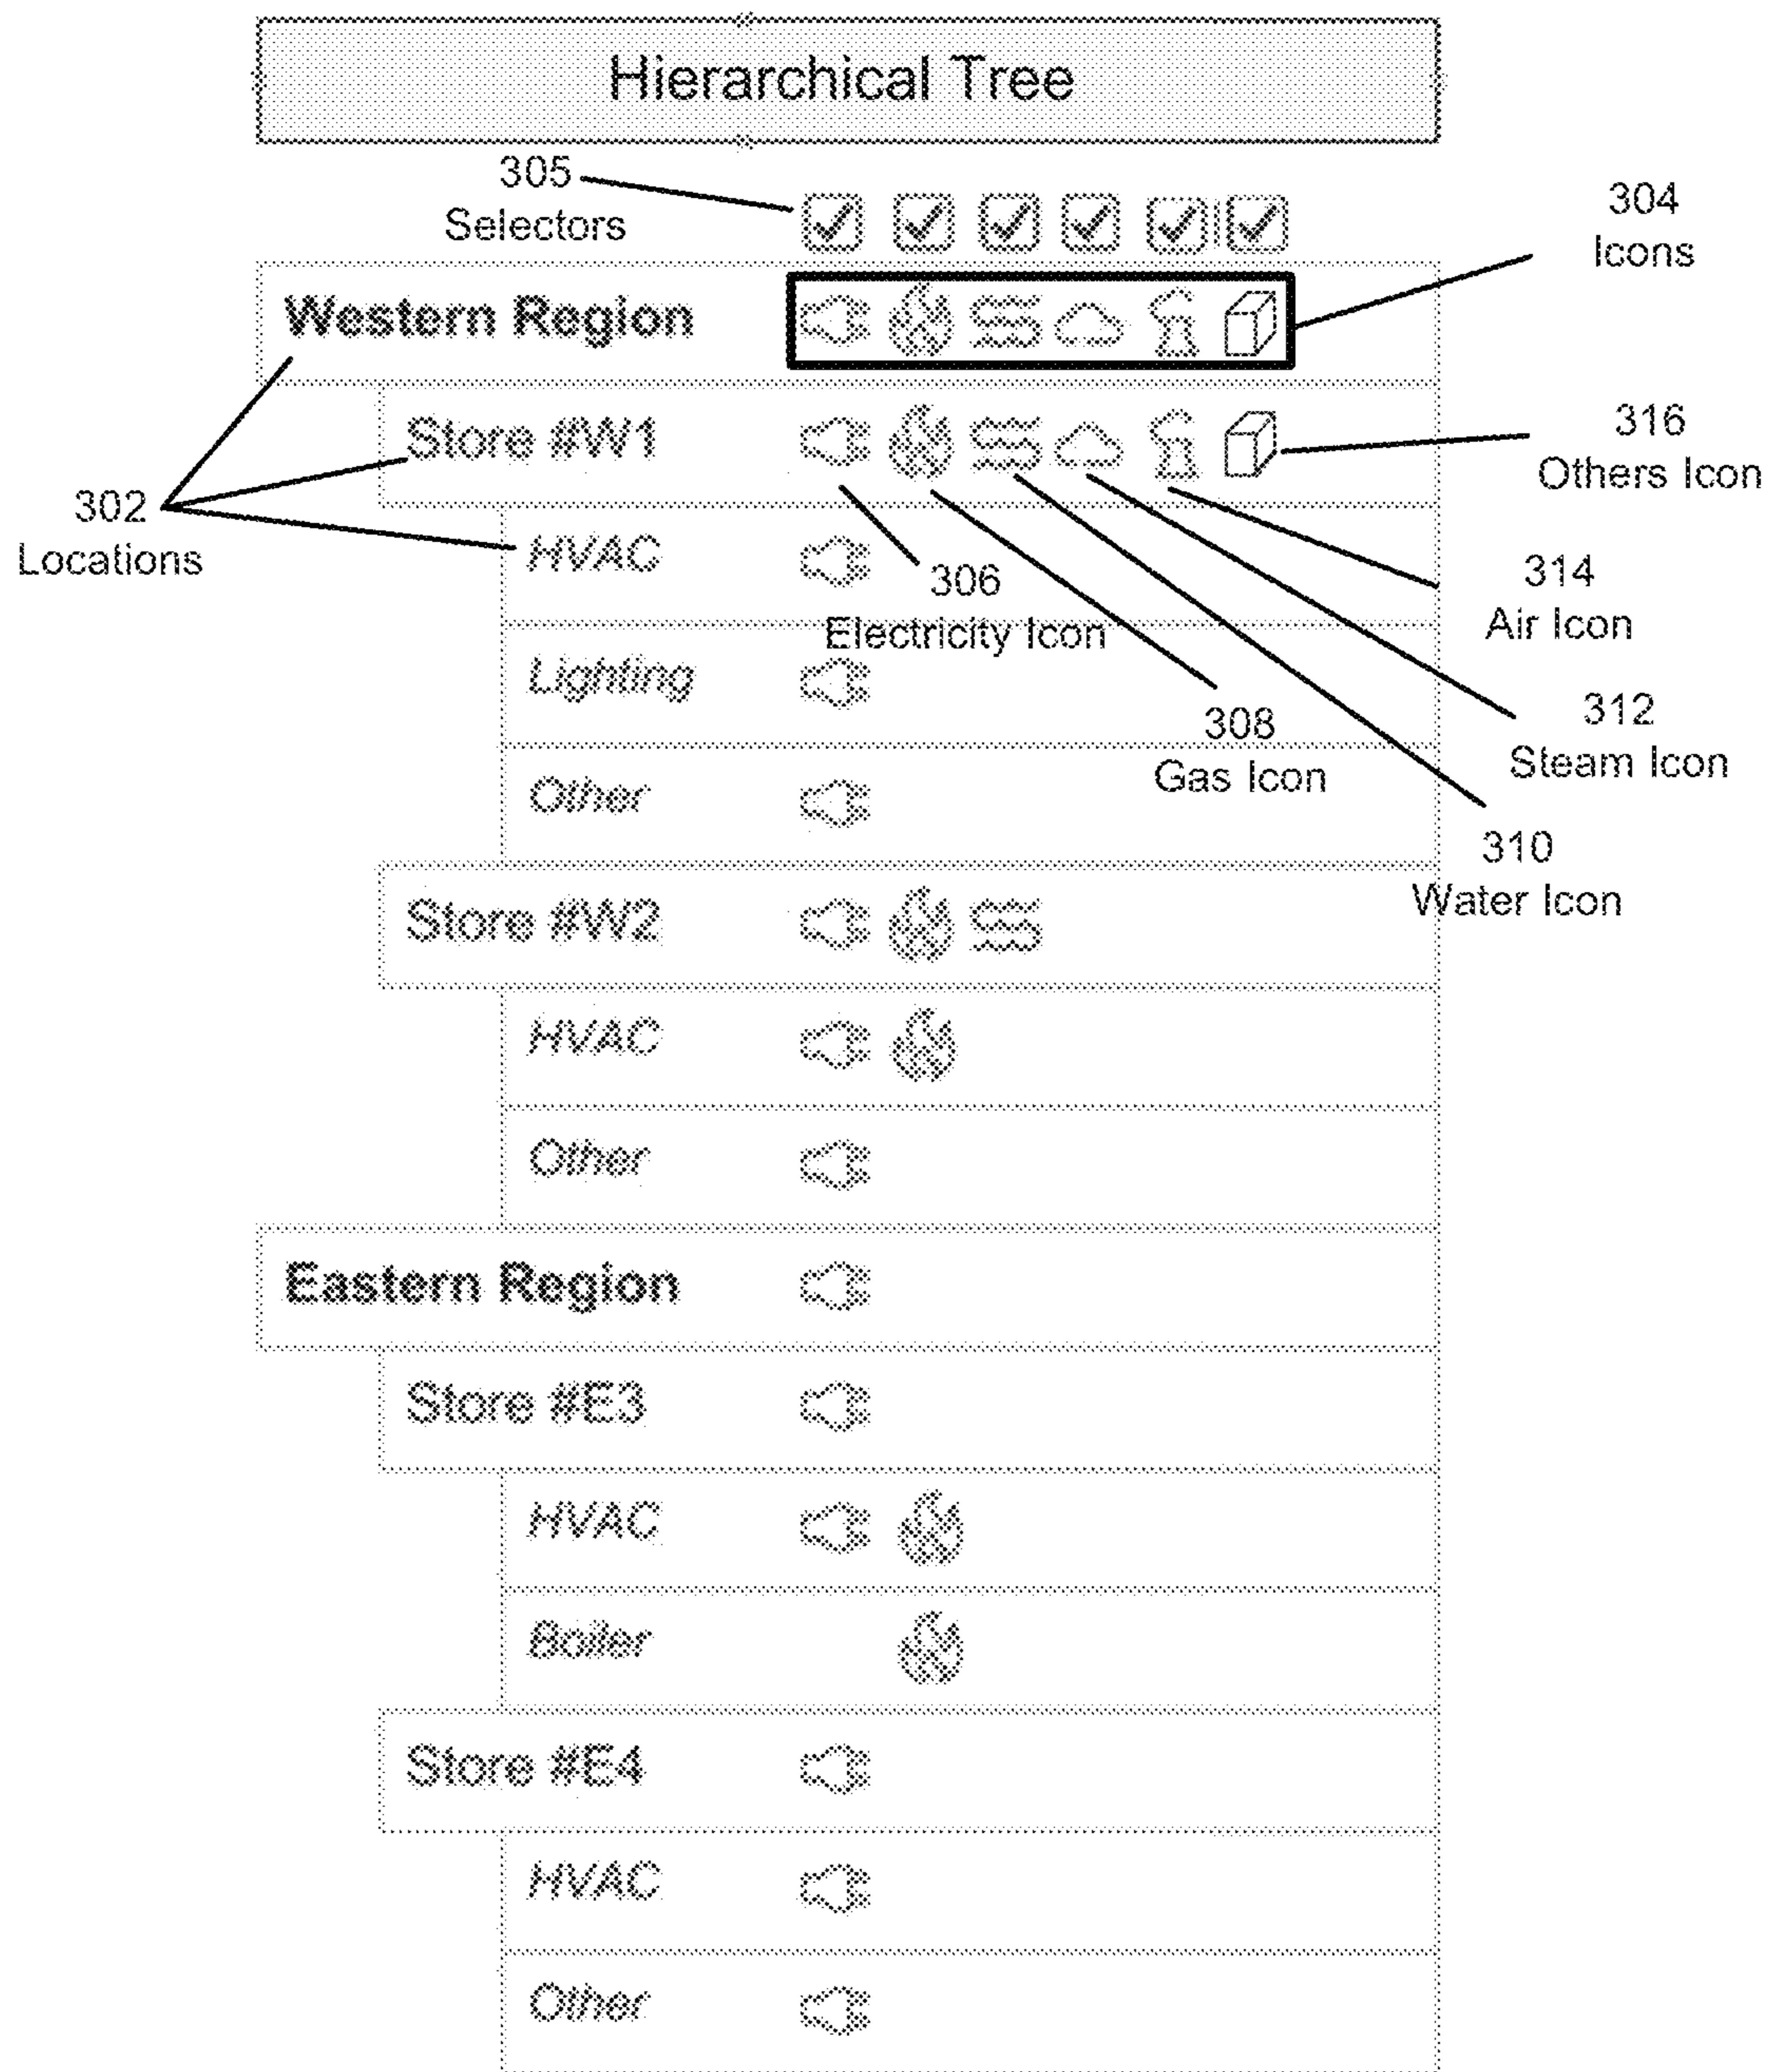 Hierarchical Tree
305
Selectors
304
Icons
Western Region
Store #W1
316
Others Icon
302
Locations
HVAC
306
Electricity Icon
314
Air Icon
Lighting
308
Gas Icon
312
Steam Icon
Other
310
Water Icon
Store #W2
HVAC
Other
Eastern Region
Store #E3
HVAC
Boiler
Store #E4
HVAC
Other